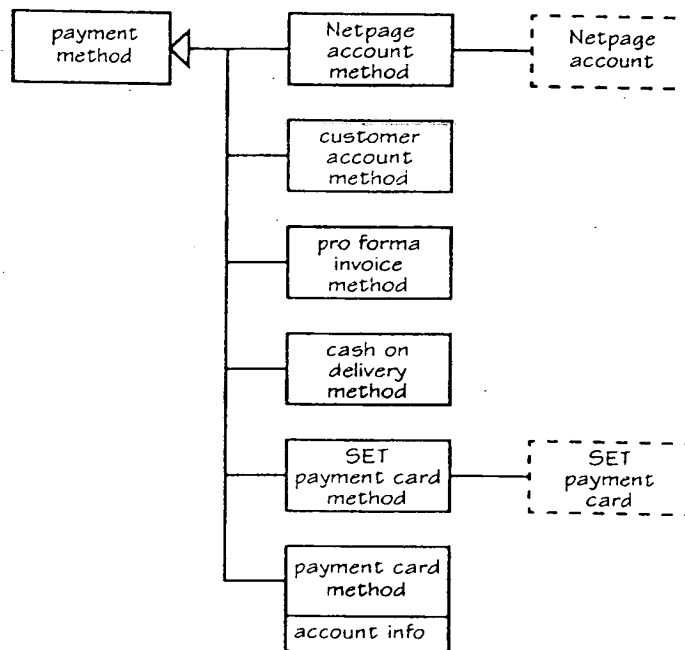 payment
method
Netpage
account
method
Netpage
account
customer
account
method
pro forma
invoice
method
cash on
delivery
method
SET
payment card
method
SET
payment
card
payment card
method
account info